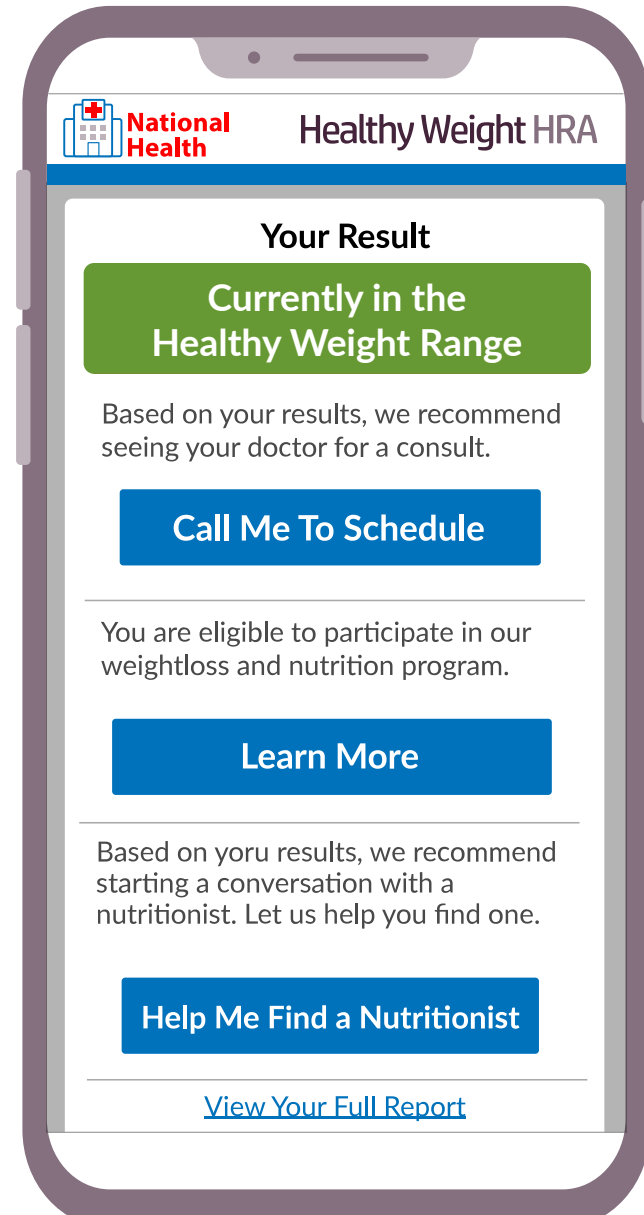 National
Health
Healthy Weight HRA
Your Result
Currently in the
Healthy Weight Range
Based on your results, we recommend
seeing your doctor for a consult.
Call Me To Schedule
You are eligible to participate in our
weightloss and nutrition program.
Learn More
Based on yoru results, we recommend
starting a conversation with a
nutritionist. Let us help you find one.
Help Me Find a Nutritionist
View Your Full Report